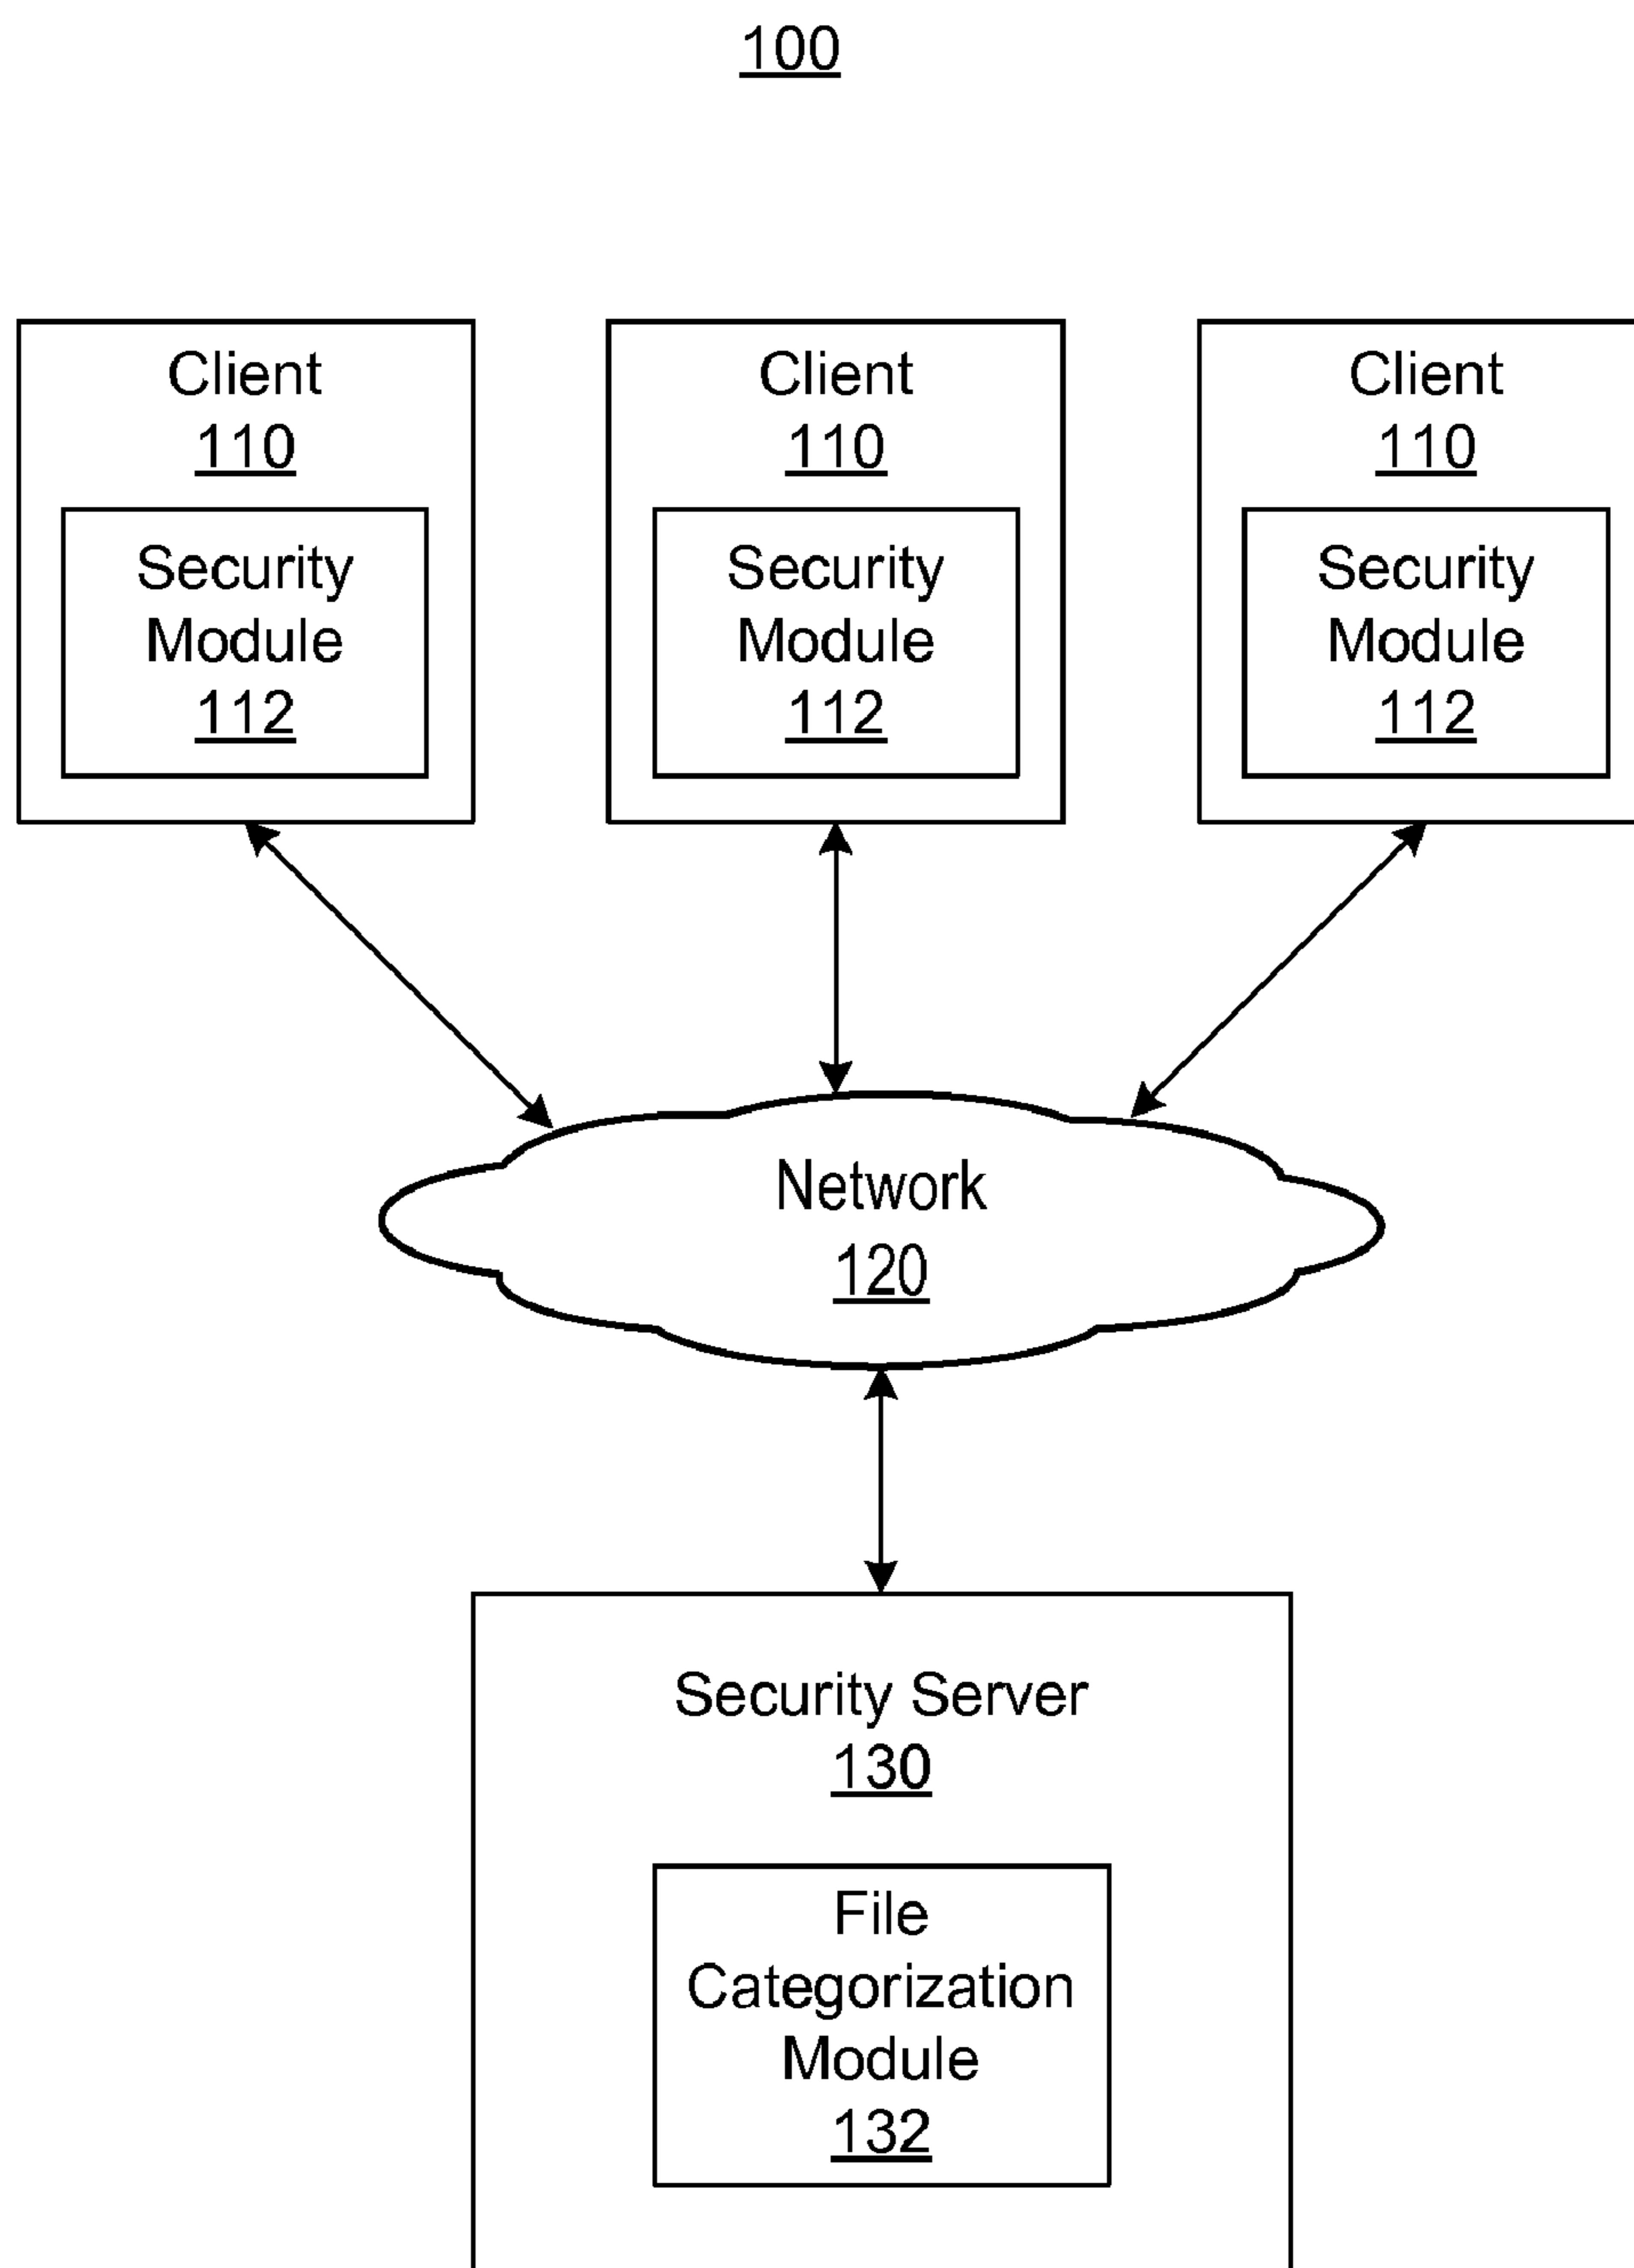 100
Client
110
Security
Module
112
Client
110
Security
Module
112
Client
110
Security
Module
112
Network
120
Security Server
130
File
Categorization
Module
132